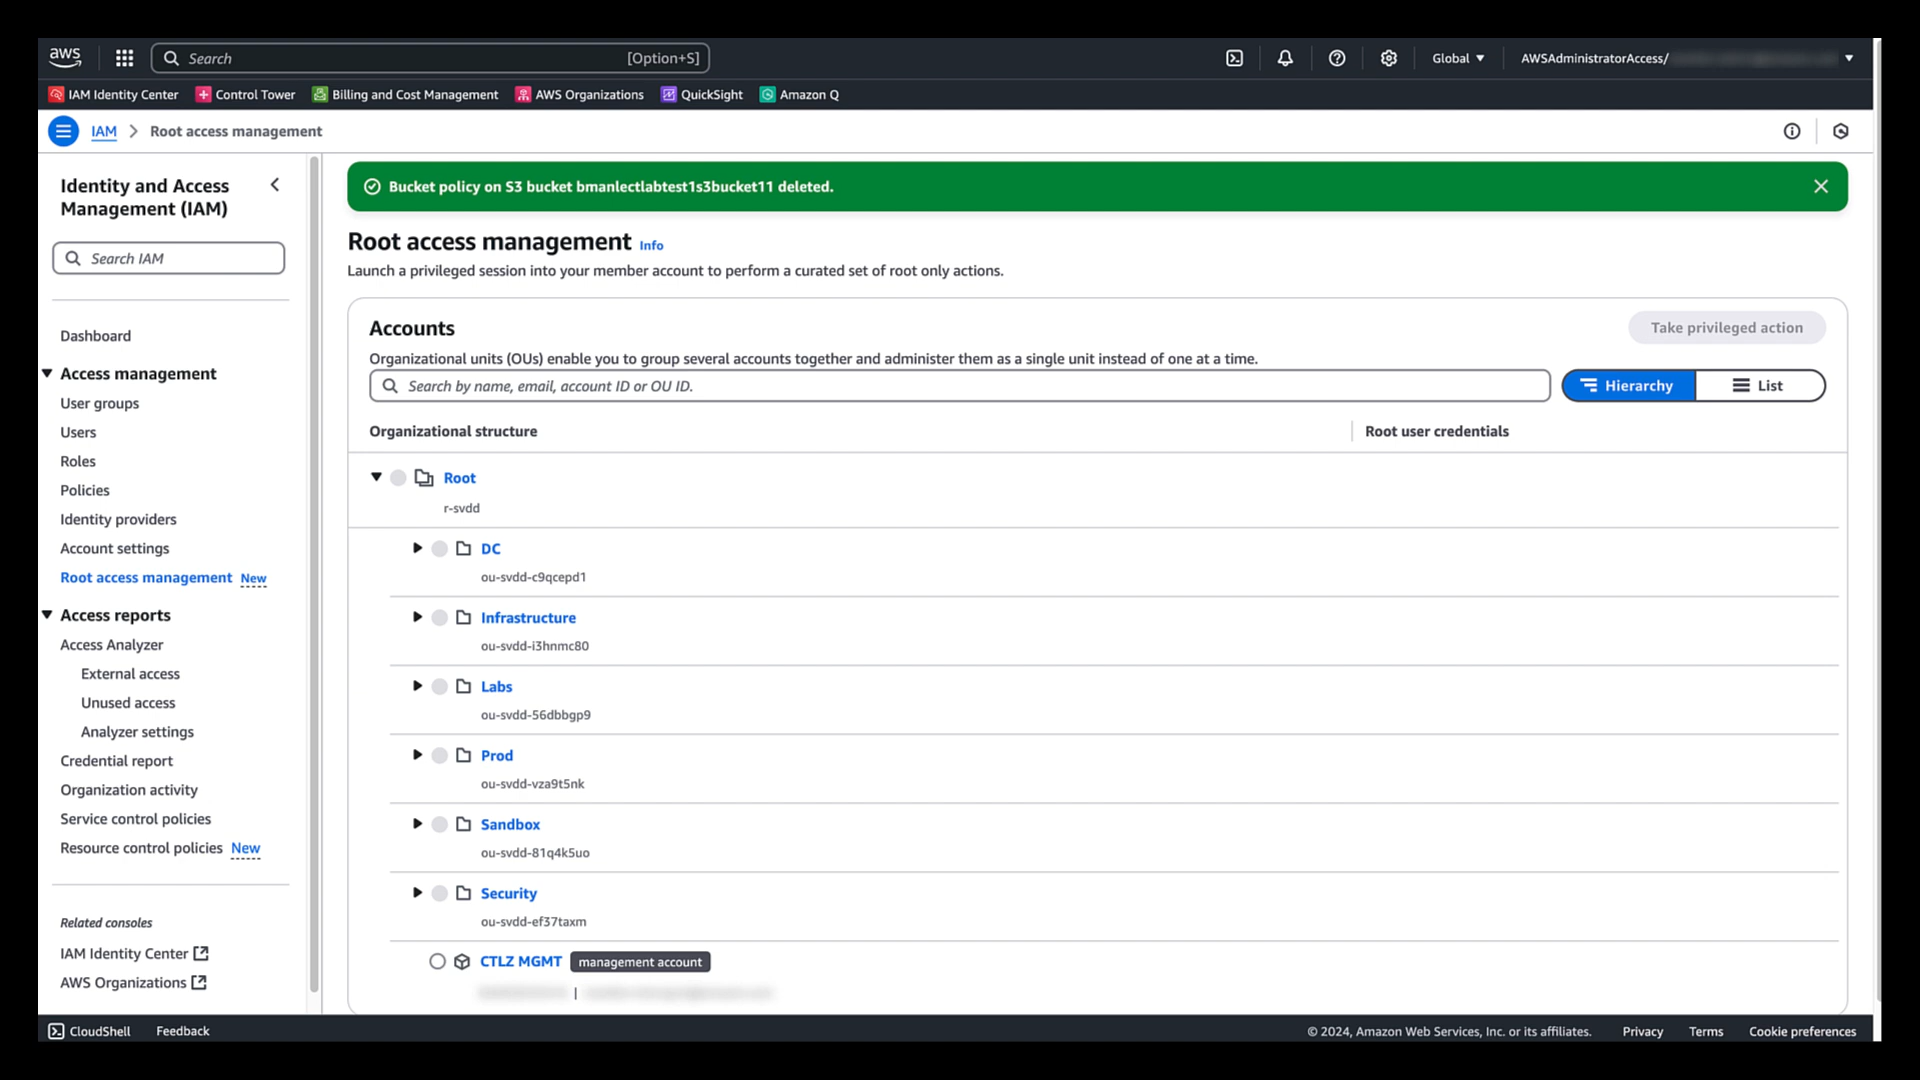 aws
Search [Option+S]
Global
AWSAdministratorAccess/
IAM Identity Center
Control Tower
Billing and Cost Management
AWS Organizations
QuickSight
Amazon Q
IAM > Root access management
Identity and Access
Management (IAM)
Search IAM
Dashboard
Access management
User groups
Users
Roles
Policies
Identity providers
Account settings
Root access management New
Access reports
Access Analyzer
External access
Unused access
Analyzer settings
Credential report
Organization activity
Service control policies
Resource control policies New
Related consoles
IAM Identity Center
AWS Organizations
Bucket policy on S3 bucket bmanlectlabtest1s3bucket11 deleted.
Root access management Info
Launch a privileged session into your member account to perform a curated set of root only actions.
Accounts
Take privileged action
Organizational units (OUs) enable you to group several accounts together and administer them as a single unit instead of one at a time.
Search by name, email, account ID or OU ID.
Hierarchy
List
Organizational structure
Root user credentials
Root
r-svdd
DC
ou-svdd-c9qcepd1
Infrastructure
ou-svdd-i3hnmc80
Labs
ou-svdd-56dbbgp9
Prod
ou-svdd-vza9t5nk
Sandbox
ou-svdd-81q4k5uo
Security
ou-svdd-ef37taxm
CTLZ MGMT management account
|
CloudShell
Feedback
© 2024, Amazon Web Services, Inc. or its affiliates.
Privacy
Terms
Cookie preferences